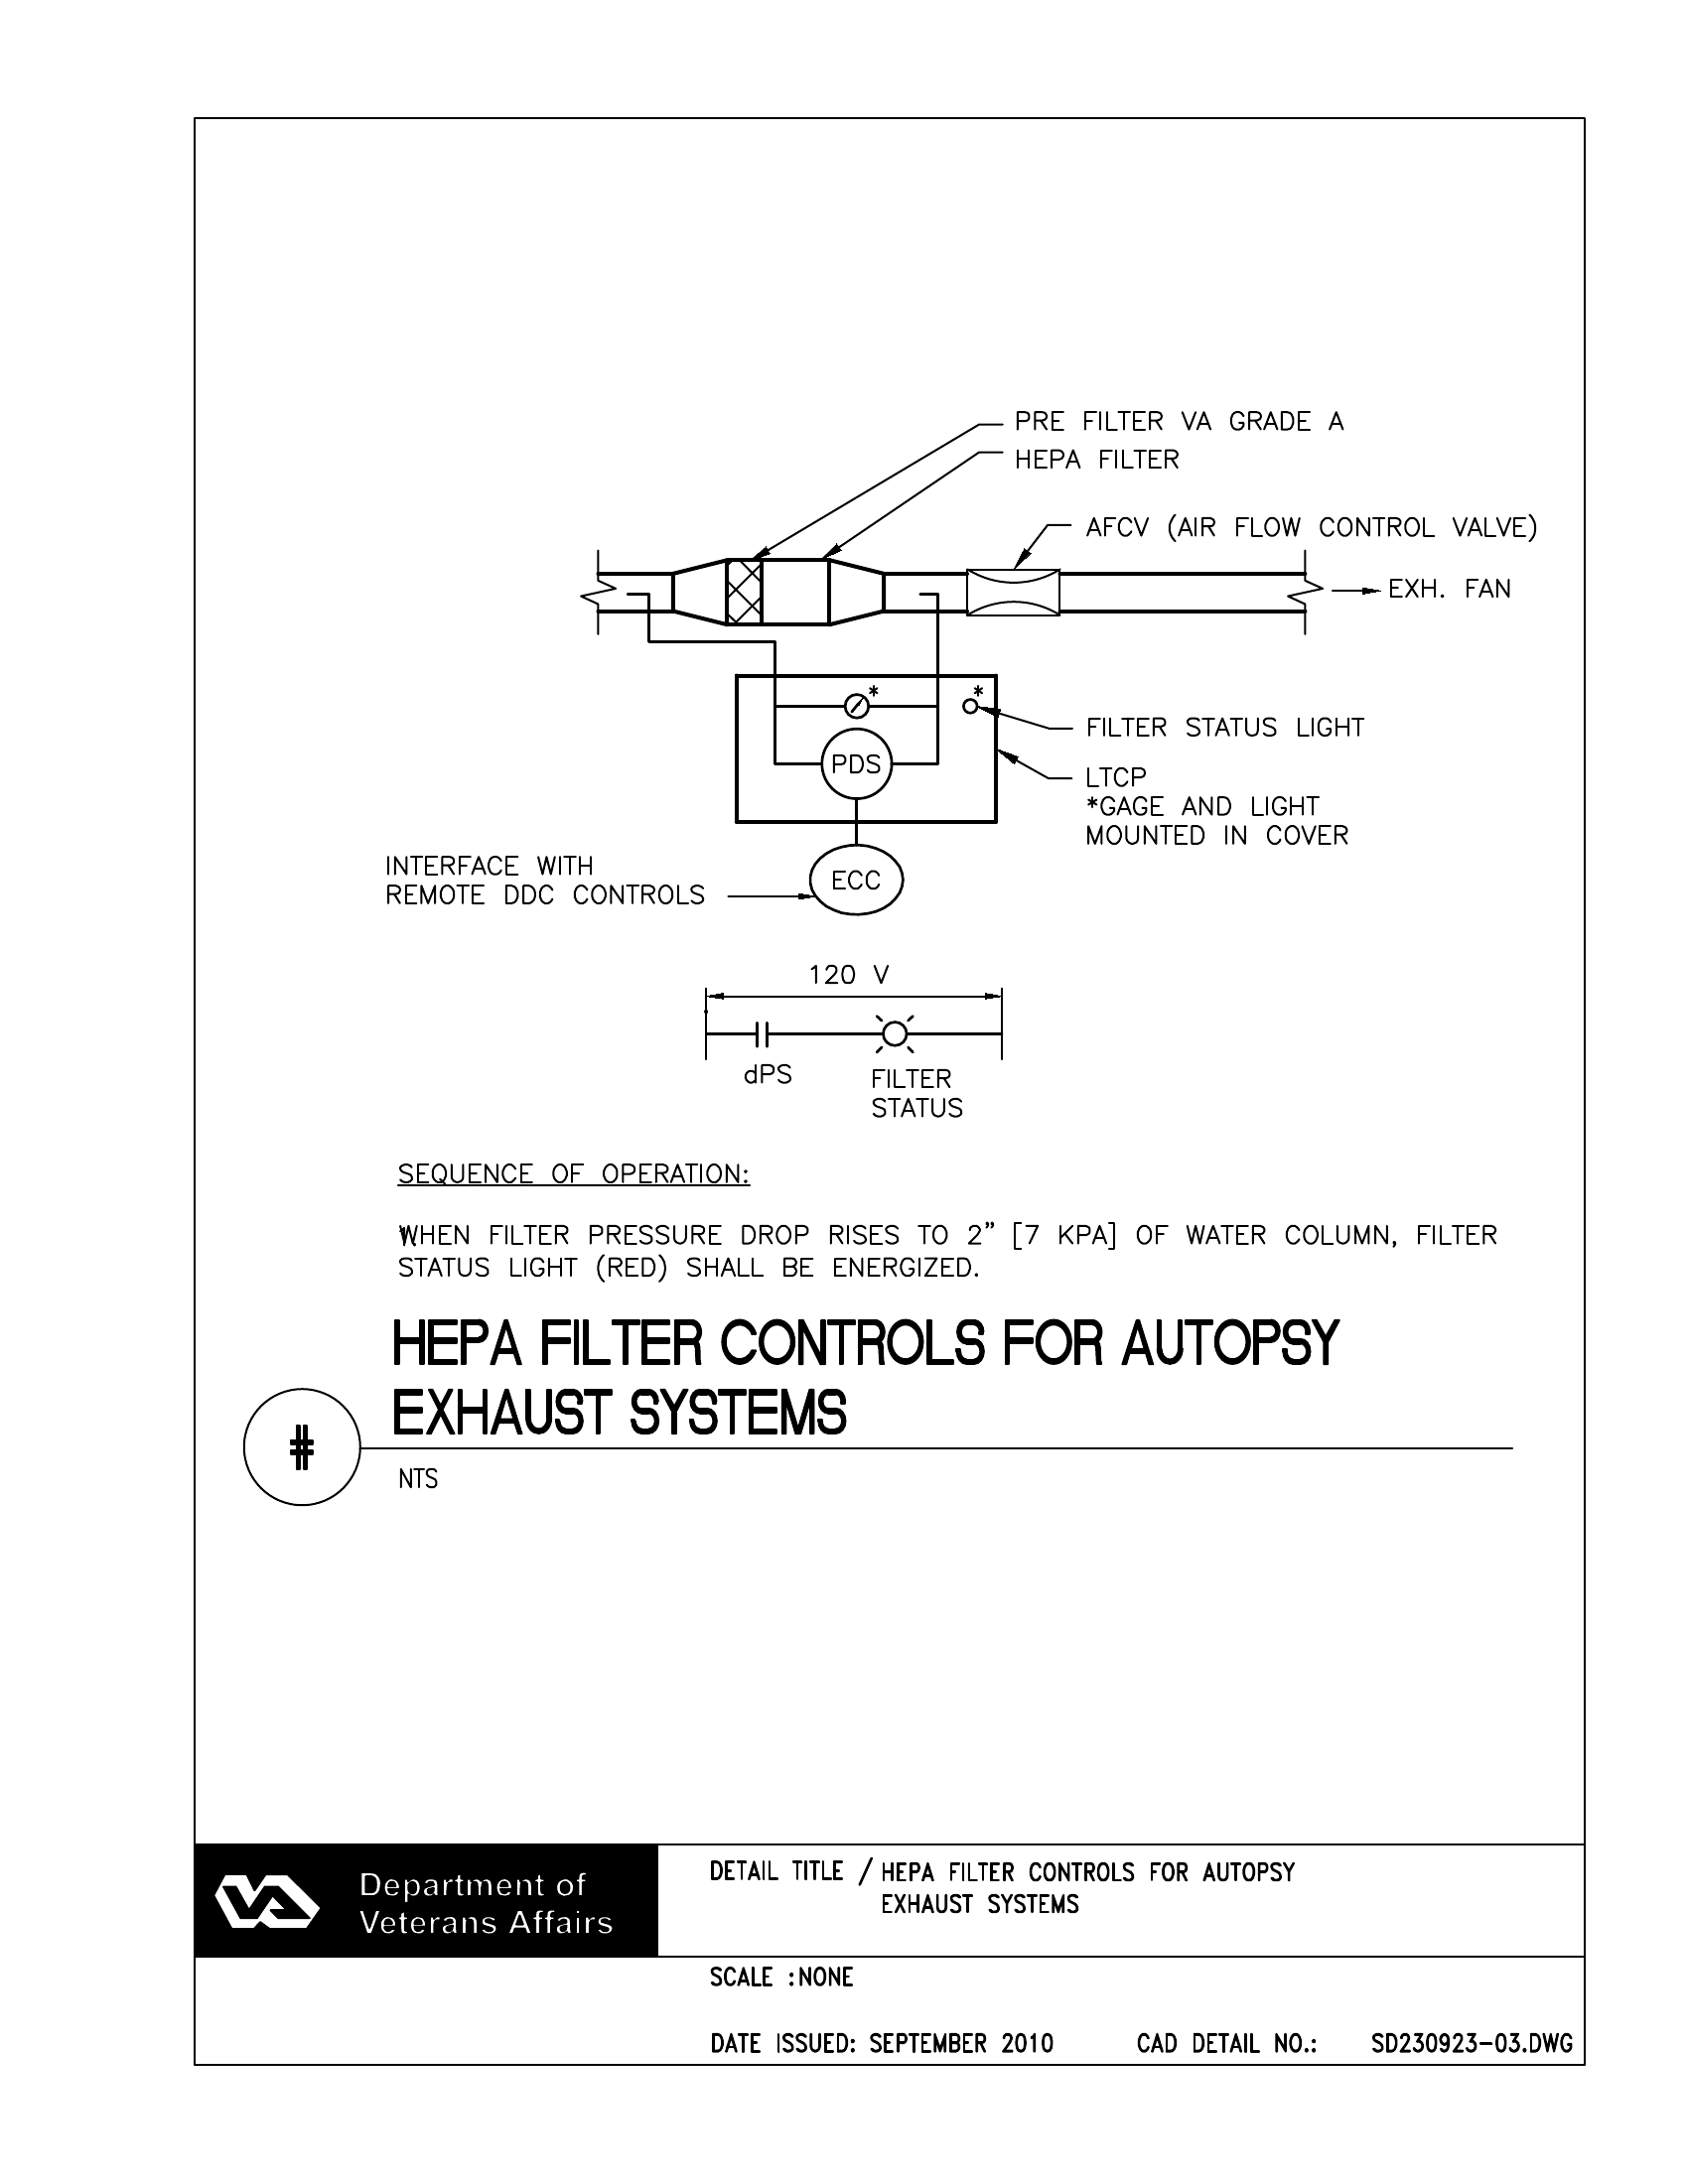 PRE FILTER VA GRADE A
HEPA FILTER
AFCV (AIR FLOW CONTROL VALVE)
EXH. FAN
*
*
FILTER STATUS LIGHT
PDS
LTCP
*GAGE AND LIGHT
MOUNTED IN COVER
INTERFACE WITH
REMOTE DDC CONTROLS
ECC
120 V
dPS
FILTER
STATUS
SEQUENCE OF OPERATION:
WHEN FILTER PRESSURE DROP RISES TO 2” [7 KPA] OF WATER COLUMN, FILTER
STATUS LIGHT (RED) SHALL BE ENERGIZED.
HEPA FILTER CONTROLS FOR AUTOPSY
EXHAUST SYSTEMS
#
NTS
VA
Department of
Veterans Affairs
DETAIL TITLE / HEPA FILTER CONTROLS FOR AUTOPSY
EXHAUST SYSTEMS
SCALE :NONE
DATE ISSUED: SEPTEMBER 2010 CAD DETAIL NO.: SD230923-03.DWG